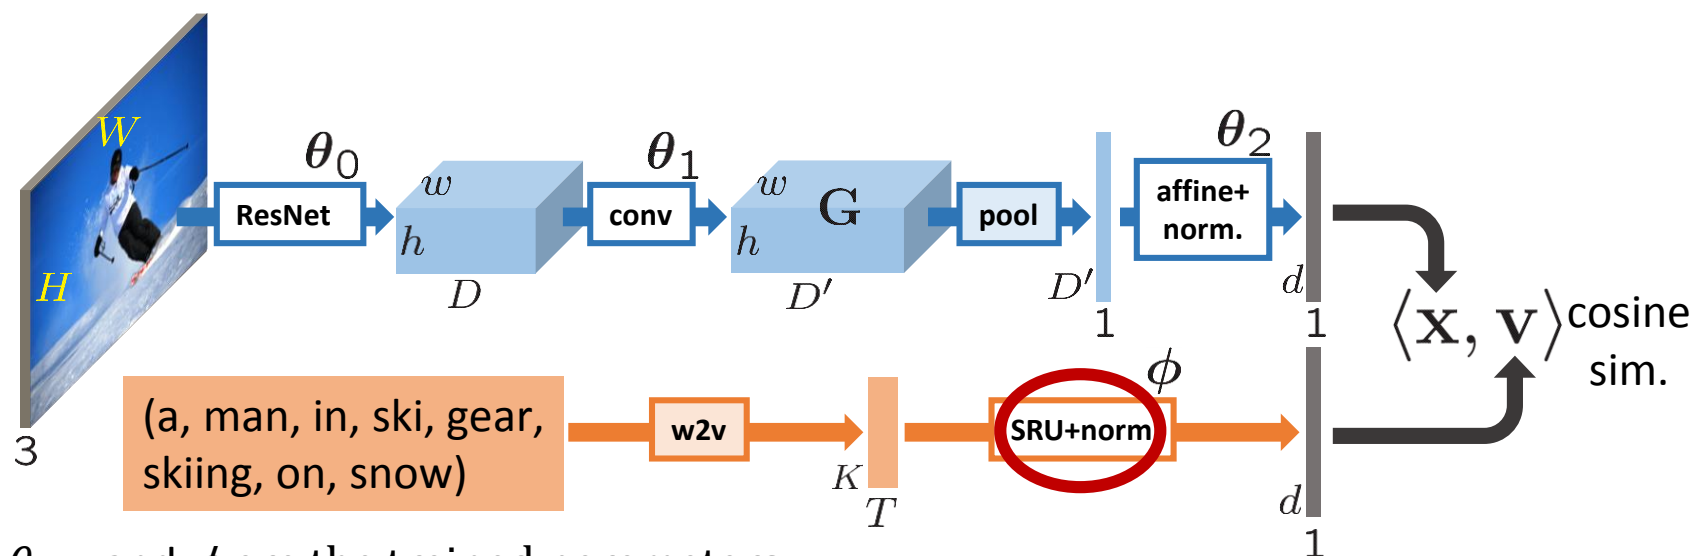 W
H
3
θ₀
ResNet
w
h
D
θ₁
conv
w
G
h
D′
pool
D′
1
θ₂
affine+
norm.
d
1
⟨x, v⟩
cosine
sim.
(a, man, in, ski, gear,
skiing, on, snow)
w2v
K
T
ϕ
SRU+norm
d
1